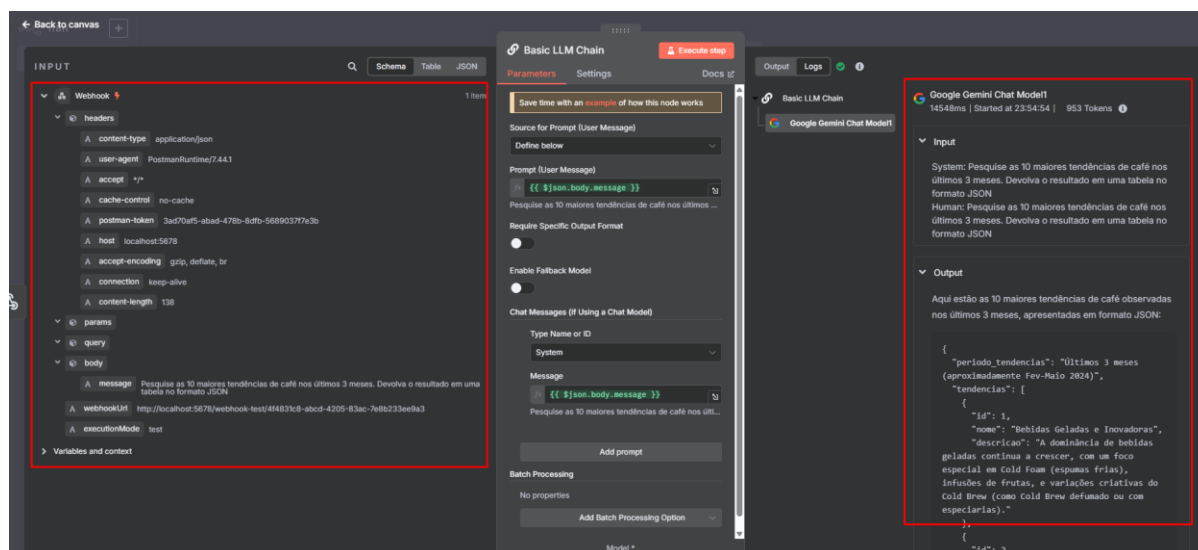 Back to canvas
INPUT
Schema Table JSON
Webhook 1 item
headers
A content-type application/json
A user-agent PostmanRuntime/7.44.1
A accept */*
A cache-control no-cache
A postman-token 3ad70af5-abad-478b-8dfb-5689037f7e3b
A host localhost:5678
A accept-encoding gzip, deflate, br
A connection keep-alive
A content-length 138
params
query
body
A message Pesquise as 10 maiores tendências de café nos últimos 3 meses. Devolva o resultado em uma
tabela no formato JSON
A webhookUrl http://localhost:5678/webhook-test/4f4831c8-abcd-4205-83ac-7e8b233ee9a3
A executionMode test
Variables and context
Basic LLM Chain Execute step
Parameters Settings Docs
Save time with an example of how this node works
Source for Prompt (User Message)
Define below
Prompt (User Message)
fx {{ $json.body.message }}
Pesquise as 10 maiores tendências de café nos últimos ...
Require Specific Output Format
Enable Fallback Model
Chat Messages (if Using a Chat Model)
Type Name or ID
System
Message
fx {{ $json.body.message }}
Pesquise as 10 maiores tendências de café nos últi...
Add prompt
Batch Processing
No properties
Add Batch Processing Option
Model *
Output Logs
Basic LLM Chain
Google Gemini Chat Model1
Google Gemini Chat Model1
14548ms | Started at 23:54:54 | 953 Tokens
Input
System: Pesquise as 10 maiores tendências de café nos
últimos 3 meses. Devolva o resultado em uma tabela no
formato JSON
Human: Pesquise as 10 maiores tendências de café nos
últimos 3 meses. Devolva o resultado em uma tabela no
formato JSON
Output
Aqui estão as 10 maiores tendências de café observadas
nos últimos 3 meses, apresentadas em formato JSON:
{
"periodo_tendencias": "Últimos 3 meses
(aproximadamente Fev-Maio 2024)",
"tendencias": [
{
"id": 1,
"nome": "Bebidas Geladas e Inovadoras",
"descricao": "A dominância de bebidas
geladas continua a crescer, com um foco
especial em Cold Foam (espumas frias),
infusões de frutas, e variações criativas do
Cold Brew (como Cold Brew defumado ou com
especiarias)."
},
{